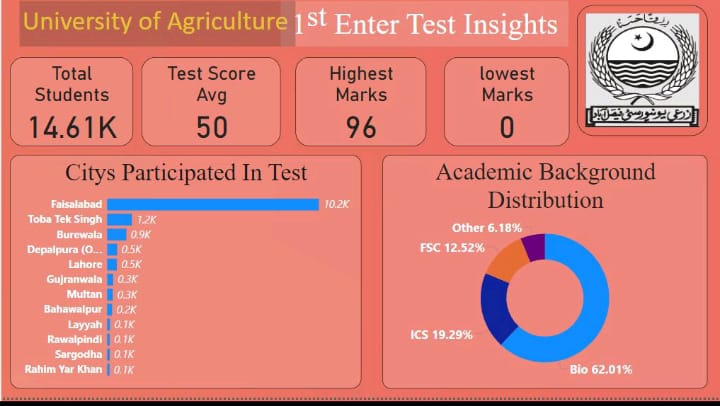 University of Agriculture 1st Enter Test Insights
Total
Students
14.61K
Test Score
Avg
50
Highest
Marks
96
lowest
Marks
0
زرعی یونیورسٹی فیصل آباد
Citys Participated In Test
Faisalabad 10.2K
Toba Tek Singh 1.2K
Burewala 0.9K
Depalpura (O... 0.5K
Lahore 0.5K
Gujranwala 0.3K
Multan 0.3K
Bahawalpur 0.2K
Layyah 0.1K
Rawalpindi 0.1K
Sargodha 0.1K
Rahim Yar Khan 0.1K
Academic Background
Distribution
Other 6.18%
FSC 12.52%
ICS 19.29%
Bio 62.01%